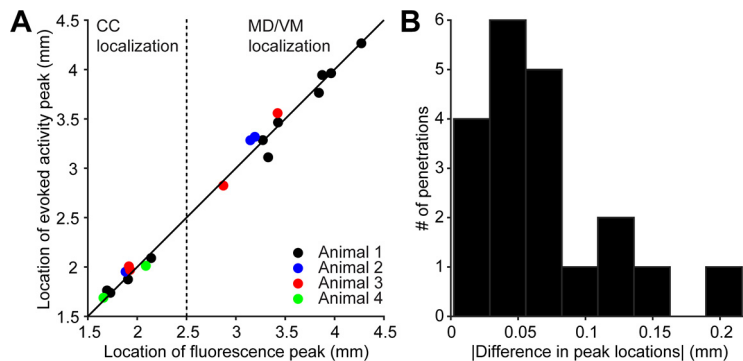 A
CC
localization
MD/VM
localization
Location of evoked activity peak (mm)
4.5
4
3.5
3
2.5
2
1.5
1.5
2
2.5
3
3.5
4
4.5
Location of fluorescence peak (mm)
Animal 1
Animal 2
Animal 3
Animal 4
B
# of penetrations
6
5
4
3
2
1
0
0
0.05
0.1
0.15
0.2
|Difference in peak locations| (mm)